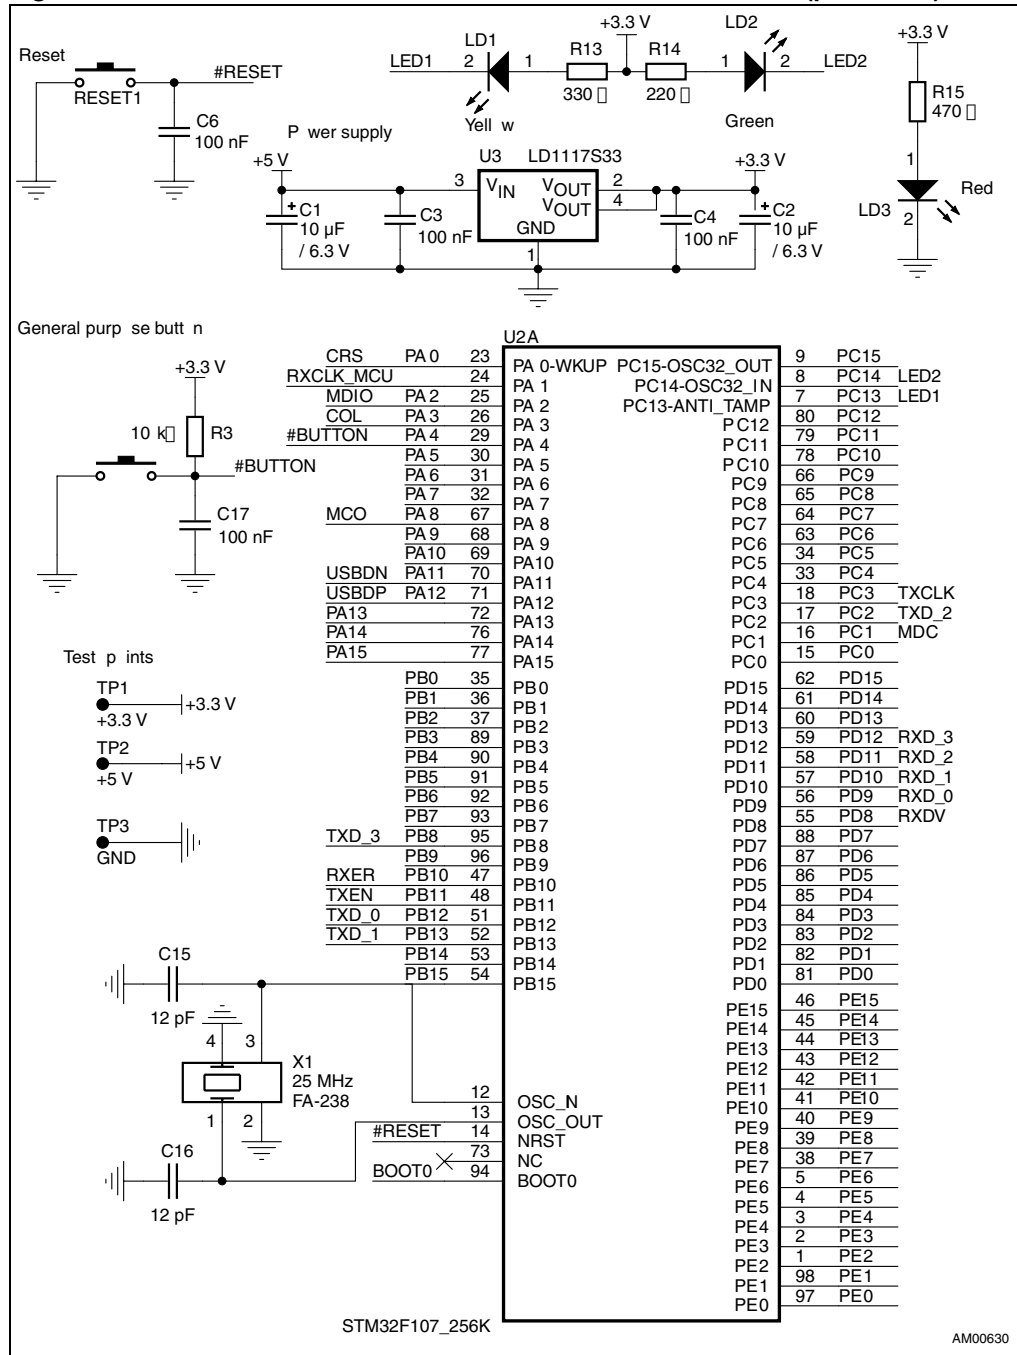 Reset
RESET1
#RESET
C6
100 nF
LED1
2
LD1
1
Yell w
R13
330
+3.3 V
R14
220
1
LD2
2
LED2
Green
+3.3 V
R15
470
1
LD3
2
Red
P wer supply
+5 V
C1
10 µF
/ 6.3 V
C3
100 nF
U3
LD1117S33
3
VIN
VOUT
2
VOUT
4
GND
1
C4
100 nF
+3.3 V
C2
10 µF
/ 6.3 V
General purp se butt n
+3.3 V
10 k
R3
#BUTTON
C17
100 nF
Test p ints
TP1
+3.3 V
+3.3 V
TP2
+5 V
+5 V
TP3
GND
C15
12 pF
4
3
X1
25 MHz
FA-238
1
2
C16
12 pF
U2A
CRS PA 0 23 PA 0-WKUP
RXCLK_MCU 24 PA 1
MDIO PA 2 25 PA 2
COL PA 3 26 PA 3
#BUTTON PA 4 29 PA 4
PA 5 30 PA 5
PA 6 31 PA 6
PA 7 32 PA 7
MCO PA 8 67 PA 8
PA 9 68 PA 9
PA10 69 PA10
USBDN PA11 70 PA11
USBDP PA12 71 PA12
PA13 72 PA13
PA14 76 PA14
PA15 77 PA15
PB0 35 PB0
PB1 36 PB1
PB2 37 PB2
PB3 89 PB3
PB4 90 PB4
PB5 91 PB5
PB6 92 PB6
PB7 93 PB7
TXD_3 PB8 95 PB8
PB9 96 PB9
RXER PB10 47 PB10
TXEN PB11 48 PB11
TXD_0 PB12 51 PB12
TXD_1 PB13 52 PB13
PB14 53 PB14
PB15 54 PB15
12 OSC_N
13 OSC_OUT
#RESET 14 NRST
73 NC
BOOT0 94 BOOT0
PC15-OSC32_OUT 9 PC15
PC14-OSC32_IN 8 PC14 LED2
PC13-ANTI_TAMP 7 PC13 LED1
PC12 80 PC12
PC11 79 PC11
PC10 78 PC10
PC9 66 PC9
PC8 65 PC8
PC7 64 PC7
PC6 63 PC6
PC5 34 PC5
PC4 33 PC4
PC3 18 PC3 TXCLK
PC2 17 PC2 TXD_2
PC1 16 PC1 MDC
PC0 15 PC0
PD15 62 PD15
PD14 61 PD14
PD13 60 PD13
PD12 59 PD12 RXD_3
PD11 58 PD11 RXD_2
PD10 57 PD10 RXD_1
PD9 56 PD9 RXD_0
PD8 55 PD8 RXDV
PD7 88 PD7
PD6 87 PD6
PD5 86 PD5
PD4 85 PD4
PD3 84 PD3
PD2 83 PD2
PD1 82 PD1
PD0 81 PD0
PE15 46 PE15
PE14 45 PE14
PE13 44 PE13
PE12 43 PE12
PE11 42 PE11
PE10 41 PE10
PE9 40 PE9
PE8 39 PE8
PE7 38 PE7
PE6 5 PE6
PE5 4 PE5
PE4 3 PE4
PE3 2 PE3
PE2 1 PE2
PE1 98 PE1
PE0 97 PE0
STM32F107_256K
AM00630